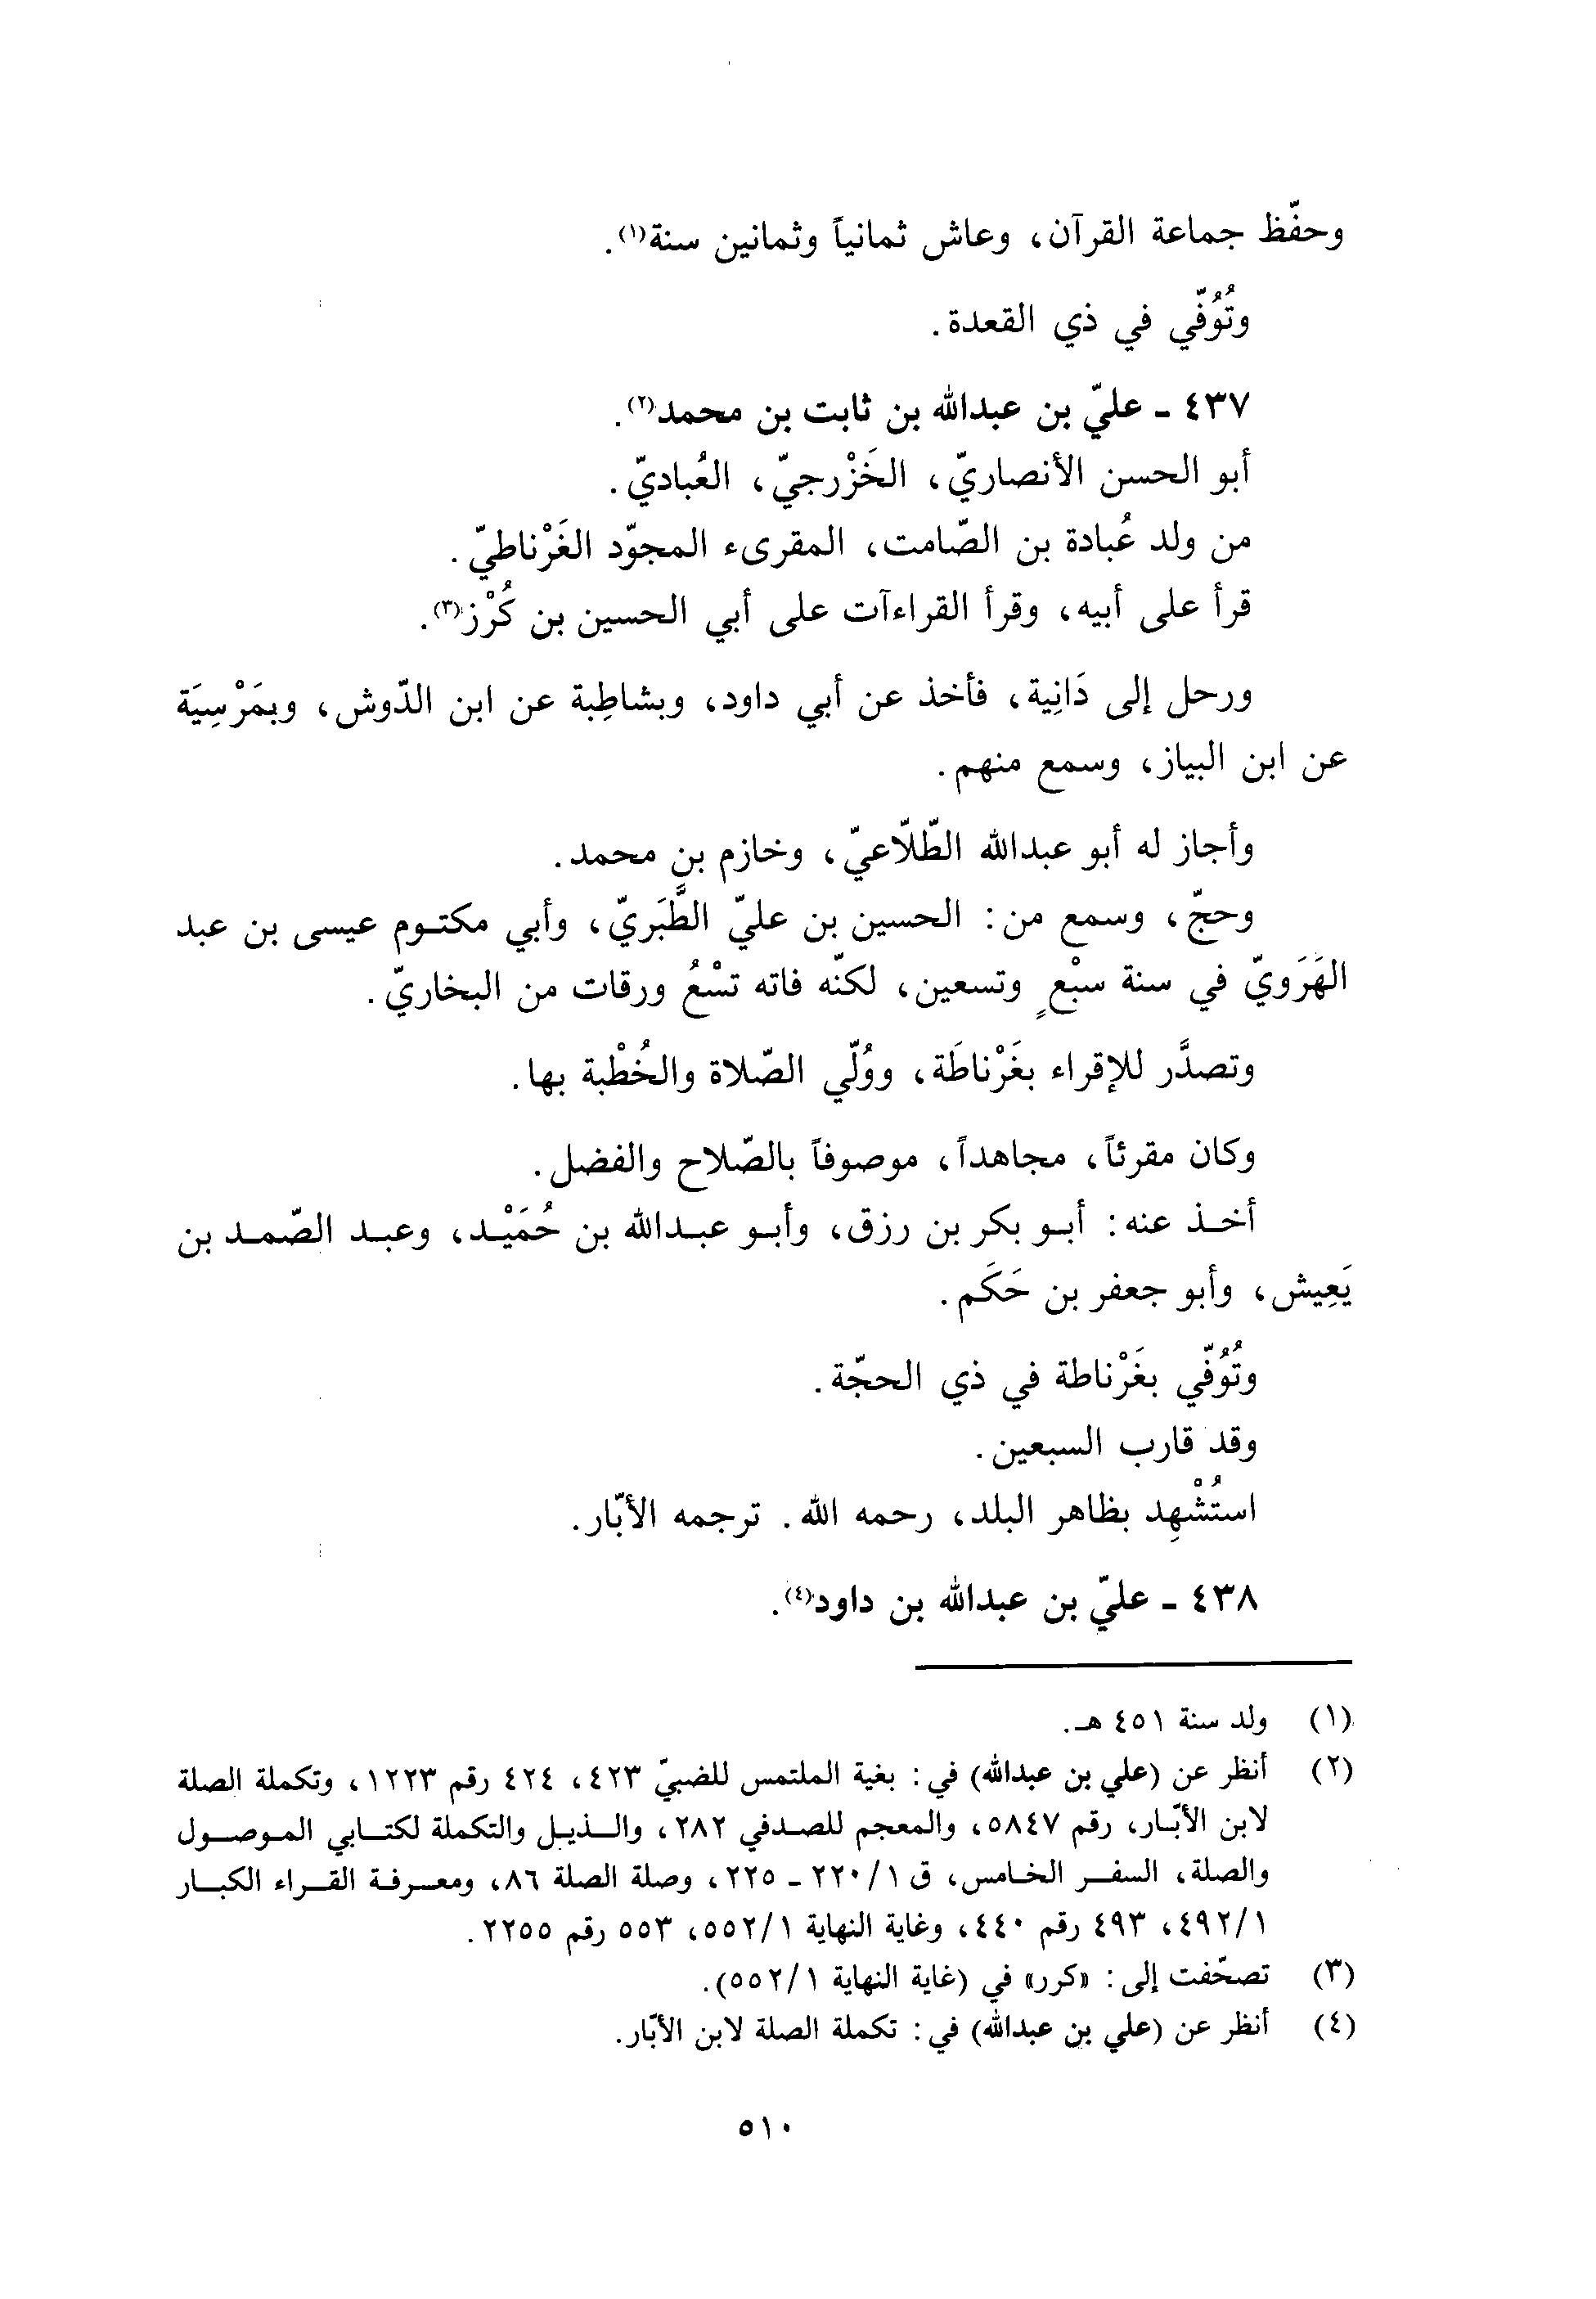 وحفّظ جماعة القرآن، وعاش ثمانياً وثمانين سنة(١).
وتُوُفّي في ذي القعدة.
٤٣٧ ـ عليّ بن عبدالله بن ثابت بن محمد(٢).
أبو الحسن الأنصاريّ، الخَزْرجيّ، العُباديّ.
من ولد عُبادة بن الصّامت، المقرىء المجوّد الغَرْناطيّ.
قرأ على أبيه، وقرأ القراءآت على أبي الحسين بن كُرْز(٣).
ورحل إلى دَانِية، فأخذ عن أبي داود، وبشاطِبة عن ابن الدّوش، وبمَرْسِيَة
عن ابن البياز، وسمع منهم.
وأجاز له أبو عبدالله الطّلّاعيّ، وخازم بن محمد.
وحجّ، وسمع من: الحسين بن عليّ الطَّبَريّ، وأبي مكتوم عيسى بن عبد
الهَرَويّ في سنة سبْعٍ وتسعين، لكنّه فاته تسْعُ ورقات من البخاريّ.
وتصدَّر للإقراء بغَرْناطَة، ووُلّي الصّلاة والخُطْبة بها.
وكان مقرئاً، مجاهداً، موصوفاً بالصّلاح والفضل.
أخذ عنه: أبو بكر بن رزق، وأبو عبدالله بن حُمَيْد، وعبد الصّمد بن
يَعِيش، وأبو جعفر بن حَكَم.
وتُوُفّي بغَرْناطة في ذي الحجّة.
وقد قارب السبعين.
استُشْهِد بظاهر البلد، رحمه الله. ترجمه الأبّار.
٤٣٨ ـ عليّ بن عبدالله بن داود(٤).
(١) ولد سنة ٤٥١ هـ.
(٢) أنظر عن (علي بن عبدالله) في: بغية الملتمس للضبيّ ٤٢٣، ٤٢٤ رقم ١٢٢٣، وتكملة الصلة
لابن الأبّار، رقم ٥٨٤٧، والمعجم للصدفي ٢٨٢، والذيل والتكملة لكتابي الموصول
والصلة، السفر الخامس، ق ٢٢٠/١ ـ ٢٢٥، وصلة الصلة ٨٦، ومعرفة القراء الكبار
٤٩٢/١، ٤٩٣ رقم ٤٤٠، وغاية النهاية ٥٥٢/١، ٥٥٣ رقم ٢٢٥٥.
(٣) تصحّفت إلى: «كرر» في (غاية النهاية ٥٥٢/١).
(٤) أنظر عن (علي بن عبدالله) في: تكملة الصلة لابن الأبّار.
٥١٠